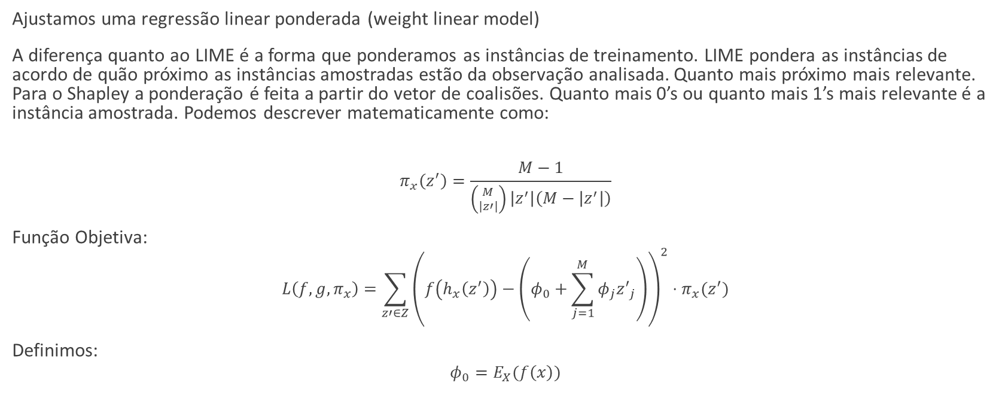 Ajustamos uma regressão linear ponderada (weight linear model)
A diferença quanto ao LIME é a forma que ponderamos as instâncias de treinamento. LIME pondera as instâncias de
acordo de quão próximo as instâncias amostradas estão da observação analisada. Quanto mais próximo mais relevante.
Para o Shapley a ponderação é feita a partir do vetor de coalisões. Quanto mais 0’s ou quanto mais 1’s mais relevante é a
instância amostrada. Podemos descrever matematicamente como:
$\pi_x(z') = \frac{M-1}{\binom{M}{|z'|}|z'|(M-|z'|)}$
Função Objetiva:
$L(f,g,\pi_x) = \sum_{z' \in Z} \left( f(h_x(z')) - \left( \phi_0 + \sum_{j=1}^{M} \phi_j z'_j \right) \right)^2 \cdot \pi_x(z')$
Definimos:
$\phi_0 = E_X(f(x))$